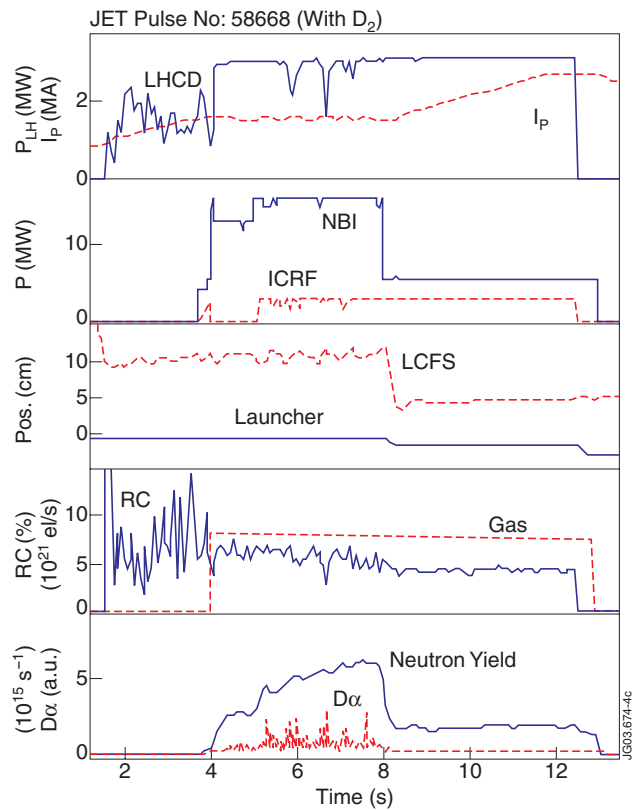 JET Pulse No: 58668 (With D₂)
P_LH (MW)
I_P (MA)
2
0
LHCD
I_P
P (MW)
10
0
NBI
ICRF
Pos. (cm)
10
5
0
LCFS
Launcher
RC (%)
(10²¹ el/s)
10
5
0
RC
Gas
(10¹⁵ s⁻¹)
Dα (a.u.)
5
0
Neutron Yield
Dα
2 4 6 8 10 12
Time (s)
JG03.674-4c